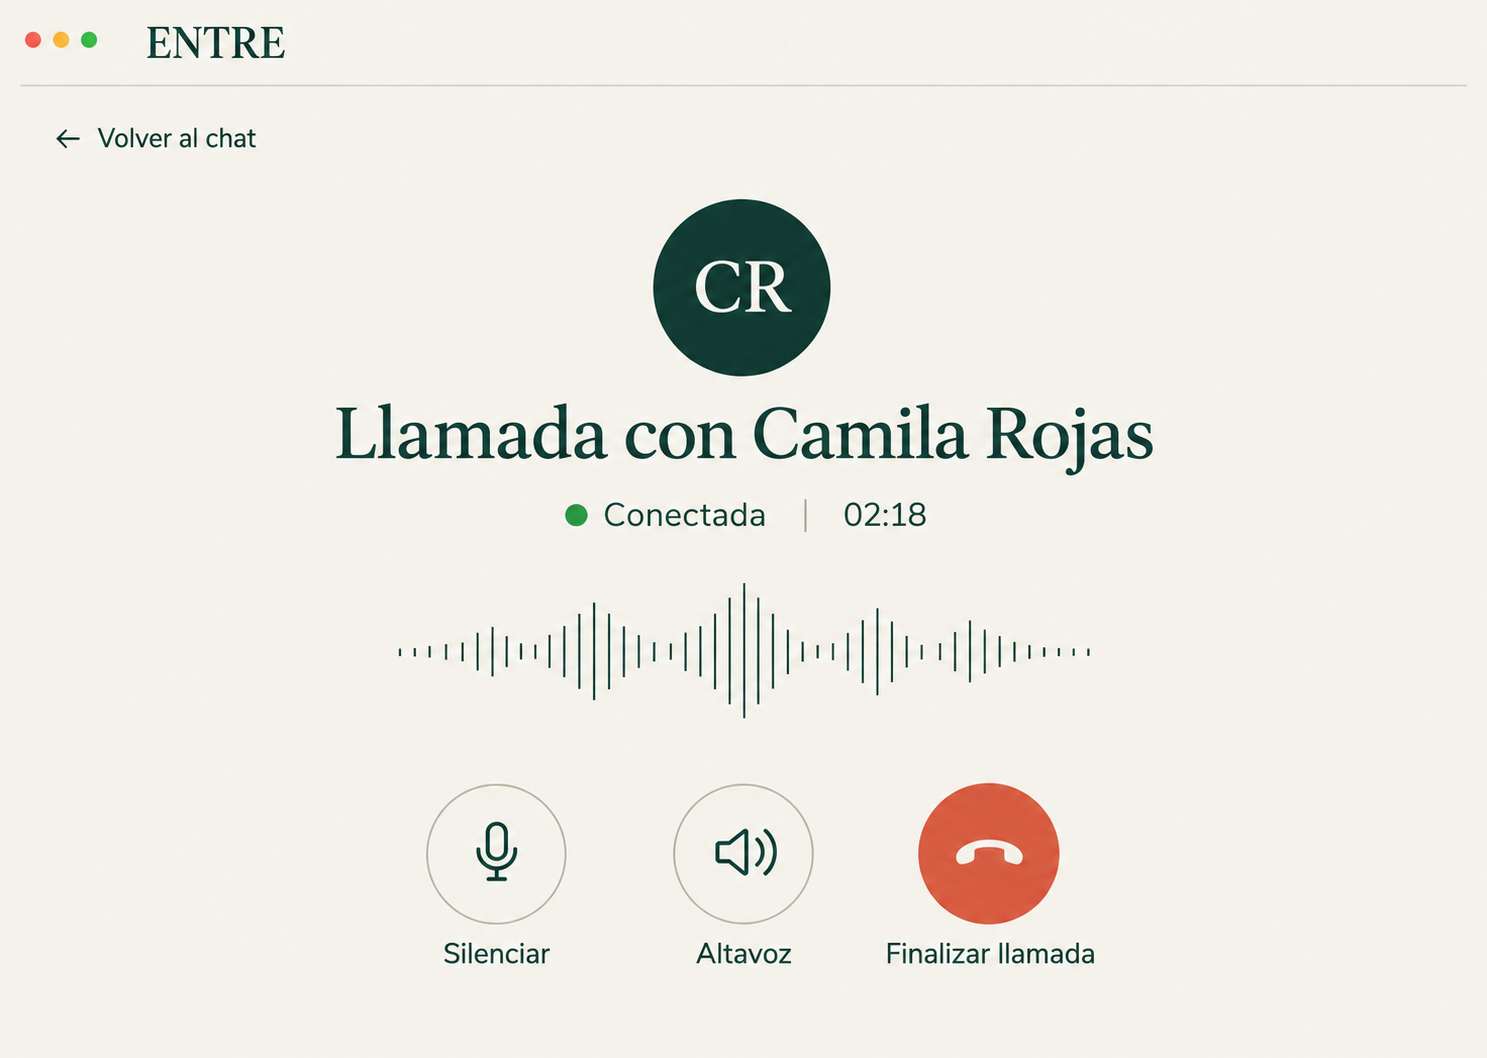 ENTRE
← Volver al chat
CR
Llamada con Camila Rojas
Conectada | 02:18
Silenciar
Altavoz
Finalizar llamada